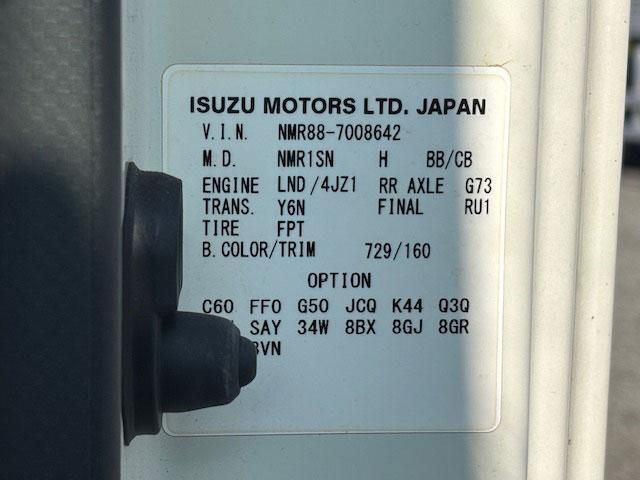 ISUZU MOTORS LTD. JAPAN
V.I.N. NMR88-7008642
M.D. NMR1SN H BB/CB
ENGINE LND/4JZ1 RR AXLE G73
TRANS. Y6N FINAL RU1
TIRE FPT
B.COLOR/TRIM 729/160
OPTION
C60 FF0 G50 JCQ K44 Q3Q
SAY 34W 8BX 8GJ 8GR